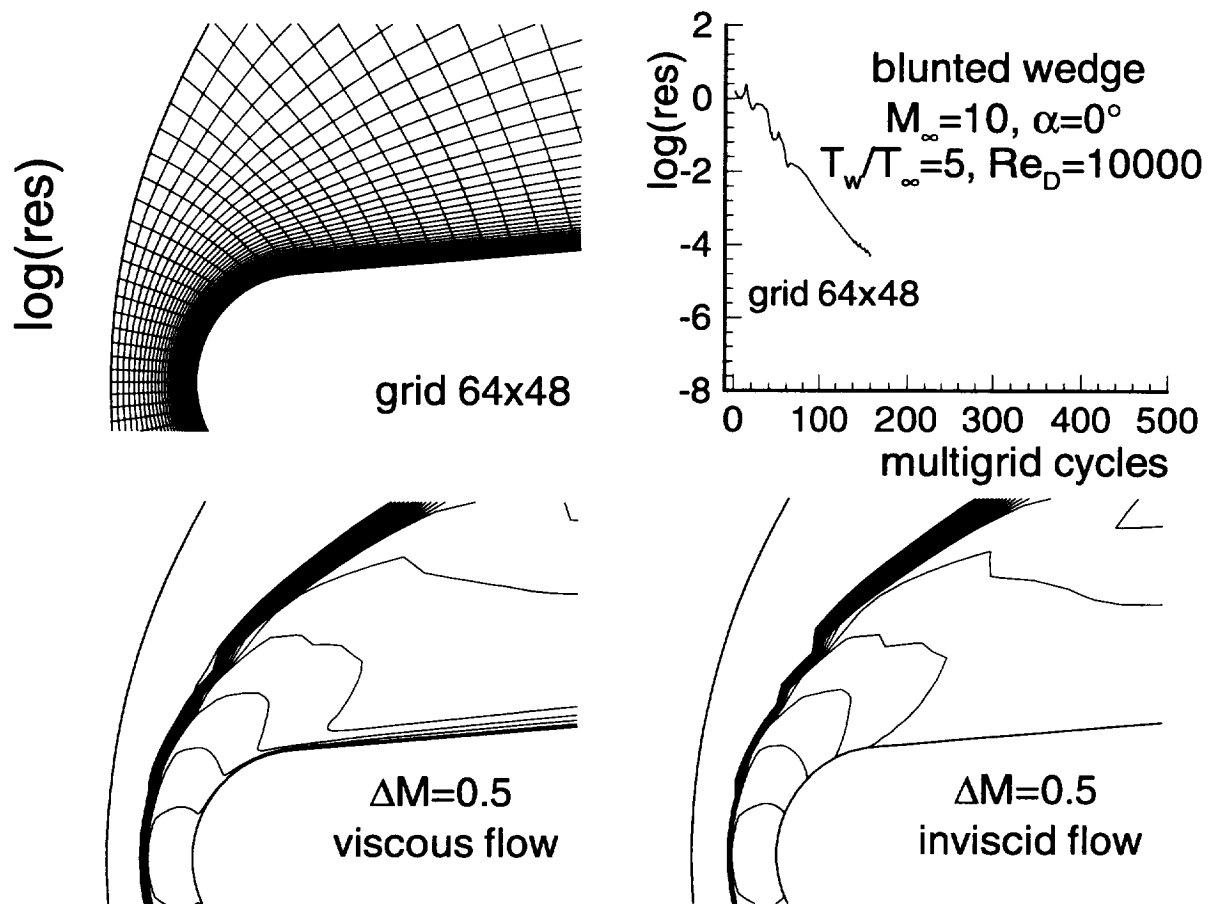 log(res)
grid 64x48
log(res)
2
0
-2
-4
-6
-8
0 100 200 300 400 500
multigrid cycles
blunted wedge
M∞=10, α=0°
T_w/T∞=5, Re_D=10000
grid 64x48
ΔM=0.5
viscous flow
ΔM=0.5
inviscid flow